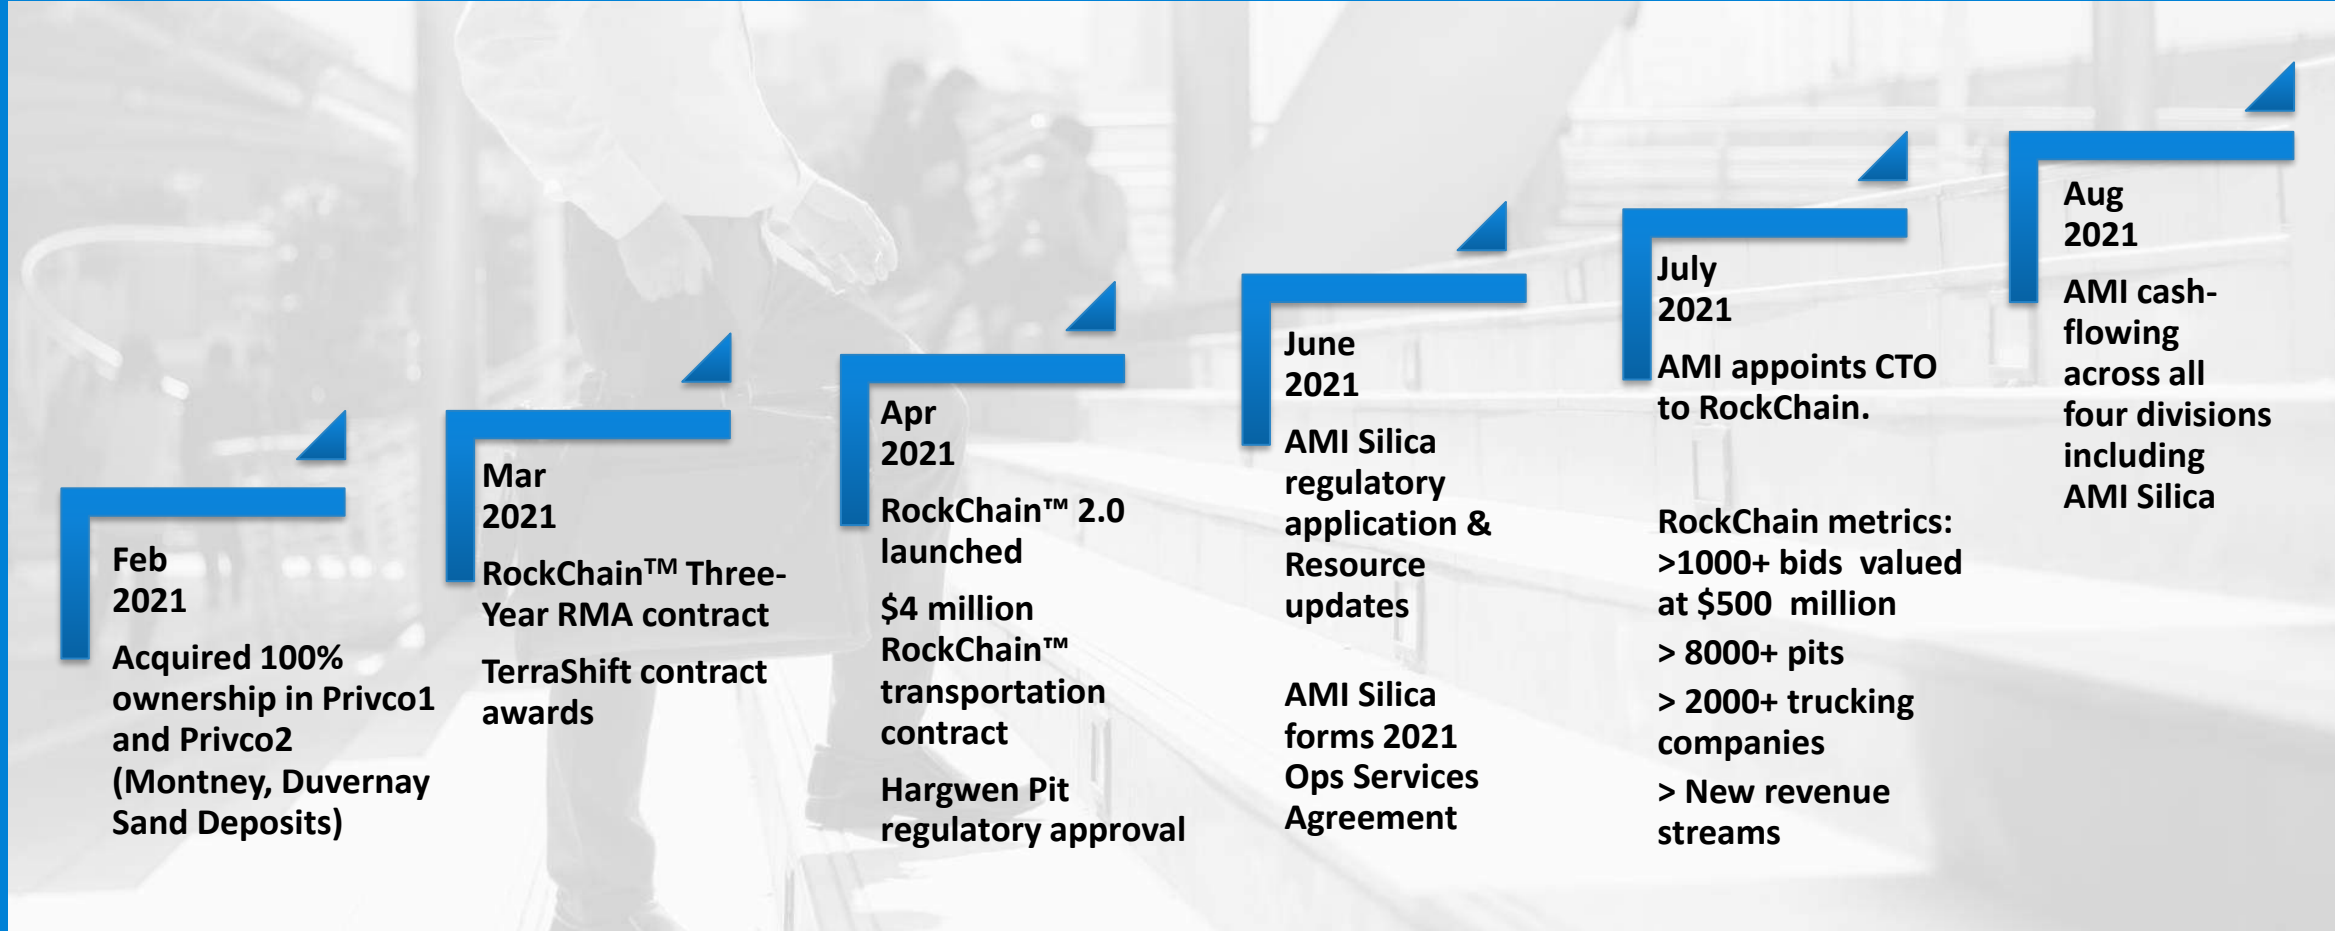 Feb
2021
Acquired 100%
ownership in Privco1
and Privco2
(Montney, Duvernay
Sand Deposits)
Mar
2021
RockChain™ Three-
Year RMA contract
TerraShift contract
awards
Apr
2021
RockChain™ 2.0
launched
$4 million
RockChain™
transportation
contract
Hargwen Pit
regulatory approval
June
2021
AMI Silica
regulatory
application &
Resource
updates
AMI Silica
forms 2021
Ops Services
Agreement
July
2021
AMI appoints CTO
to RockChain.
RockChain metrics:
>1000+ bids  valued
at $500  million
> 8000+ pits
> 2000+ trucking
companies
> New revenue
streams
Aug
2021
AMI cash-
flowing
across all
four divisions
including
AMI Silica